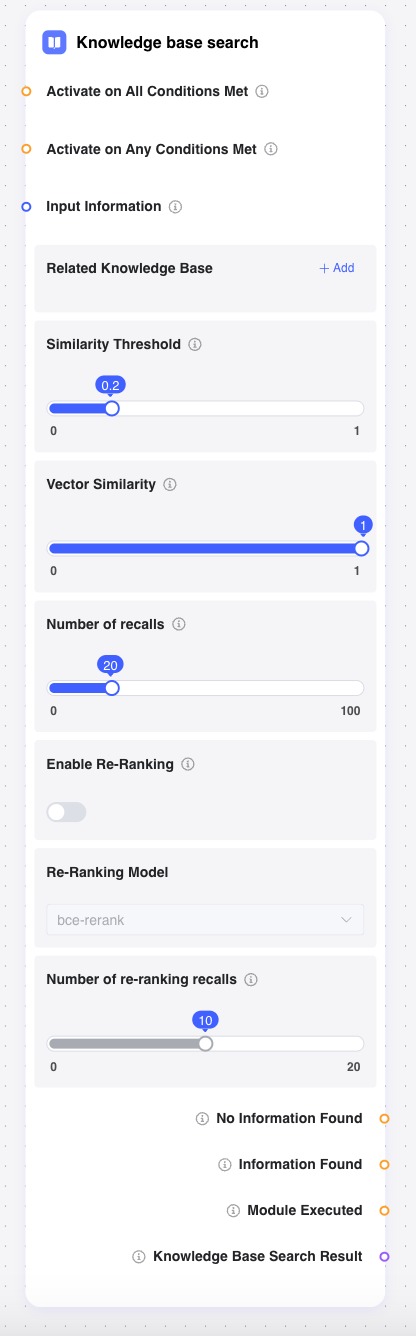 Knowledge base search
Activate on All Conditions Met
Activate on Any Conditions Met
Input Information
Related Knowledge Base + Add
Similarity Threshold
0.2
0 1
Vector Similarity
1
0 1
Number of recalls
20
0 100
Enable Re-Ranking
Re-Ranking Model
bce-rerank
Number of re-ranking recalls
10
0 20
No Information Found
Information Found
Module Executed
Knowledge Base Search Result